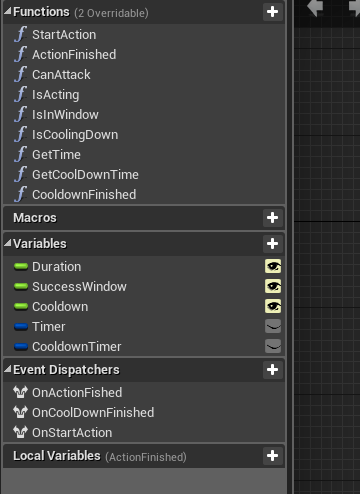 Functions (2 Overridable)
StartAction
ActionFinished
CanAttack
IsActing
IsInWindow
IsCoolingDown
GetTime
GetCoolDownTime
CooldownFinished
Macros
Variables
Duration
SuccessWindow
Cooldown
Timer
CooldownTimer
Event Dispatchers
OnActionFished
OnCoolDownFinished
OnStartAction
Local Variables (ActionFinished)